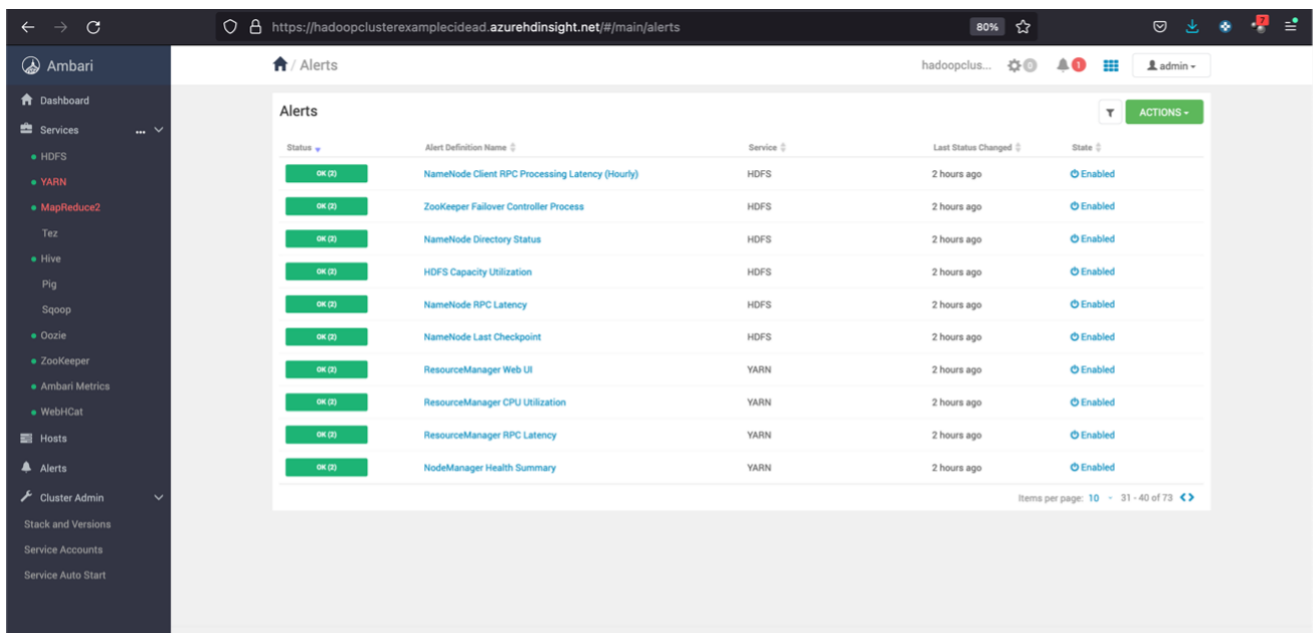 https://hadoopclusterexamplecidead.azurehdinsight.net/#/main/alerts
80%
7
Ambari
/ Alerts
hadoopclus...
0
1
admin
Dashboard
Services
...
HDFS
YARN
MapReduce2
Tez
Hive
Pig
Sqoop
Oozie
ZooKeeper
Ambari Metrics
WebHCat
Hosts
Alerts
Cluster Admin
Stack and Versions
Service Accounts
Service Auto Start
Alerts
ACTIONS
Status Alert Definition Name Service Last Status Changed State
OK (2) NameNode Client RPC Processing Latency (Hourly) HDFS 2 hours ago Enabled
OK (2) ZooKeeper Failover Controller Process HDFS 2 hours ago Enabled
OK (2) NameNode Directory Status HDFS 2 hours ago Enabled
OK (2) HDFS Capacity Utilization HDFS 2 hours ago Enabled
OK (2) NameNode RPC Latency HDFS 2 hours ago Enabled
OK (2) NameNode Last Checkpoint HDFS 2 hours ago Enabled
OK (2) ResourceManager Web UI YARN 2 hours ago Enabled
OK (2) ResourceManager CPU Utilization YARN 2 hours ago Enabled
OK (2) ResourceManager RPC Latency YARN 2 hours ago Enabled
OK (2) NodeManager Health Summary YARN 2 hours ago Enabled
Items per page: 10 31 - 40 of 73